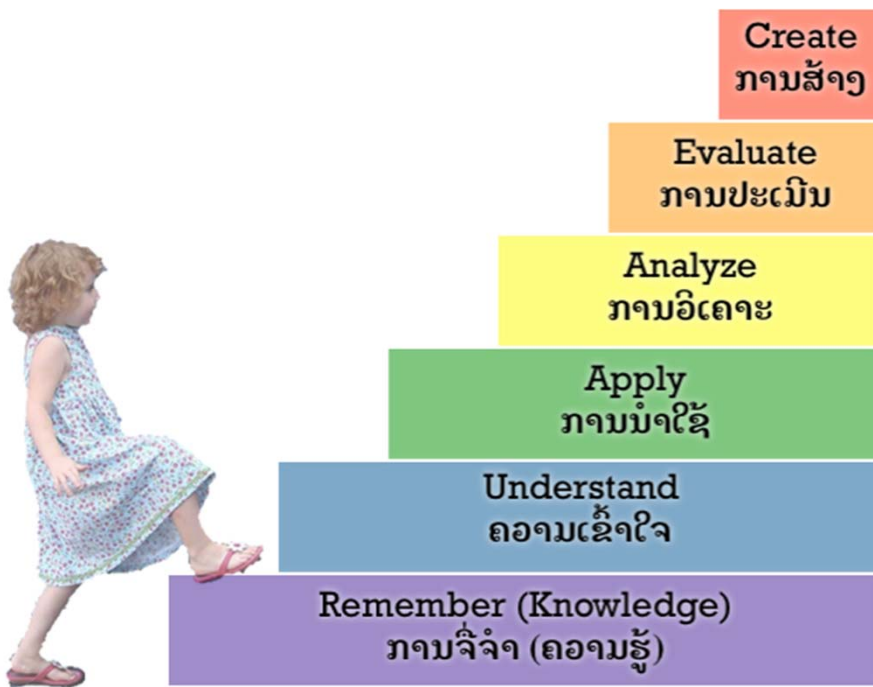 Create
ການສ້າງ
Evaluate
ການປະເມີນ
Analyze
ການວິເຄາະ
Apply
ການນຳໃຊ້
Understand
ຄວາມເຂົ້າໃຈ
Remember (Knowledge)
ການຈື່ຈຳ (ຄວາມຮູ້)